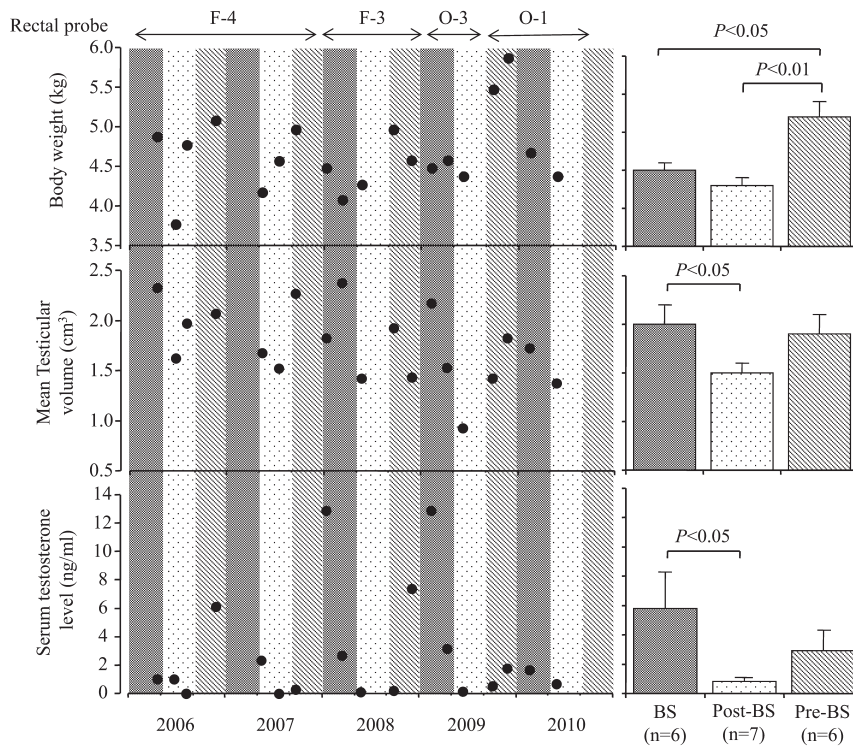 Rectal probe F-4 F-3 O-3 O-1
Body weight (kg)
6.0
5.5
5.0
4.5
4.0
3.5
P<0.05
P<0.01
Mean Testicular
volume (cm³)
2.5
2.0
1.5
1.0
0.5
P<0.05
Serum testosterone
level (ng/ml)
14
12
10
8
6
4
2
0
P<0.05
2006 2007 2008 2009 2010
BS Post-BS Pre-BS
(n=6) (n=7) (n=6)